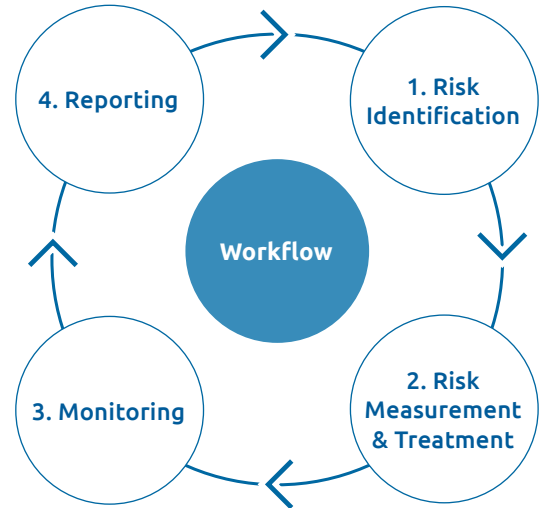 4. Reporting
1. Risk
Identification
Workflow
3. Monitoring
2. Risk
Measurement
& Treatment